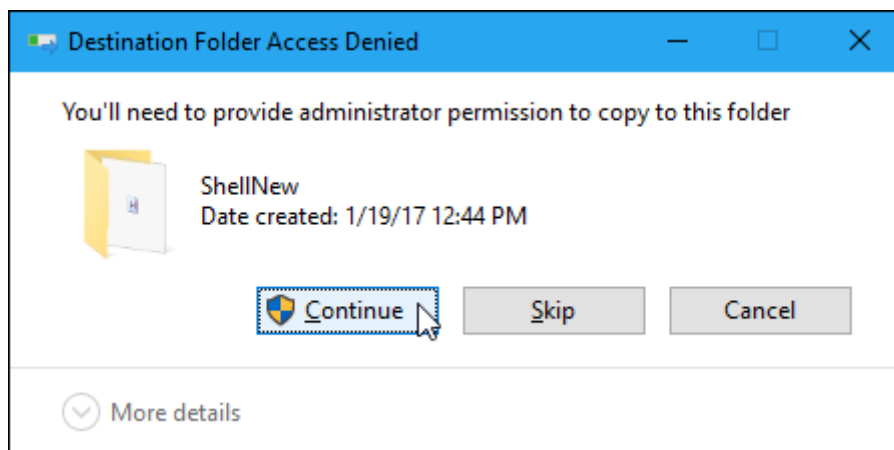 Destination Folder Access Denied
You'll need to provide administrator permission to copy to this folder
ShellNew
Date created: 1/19/17 12:44 PM
Continue
Skip
Cancel
More details